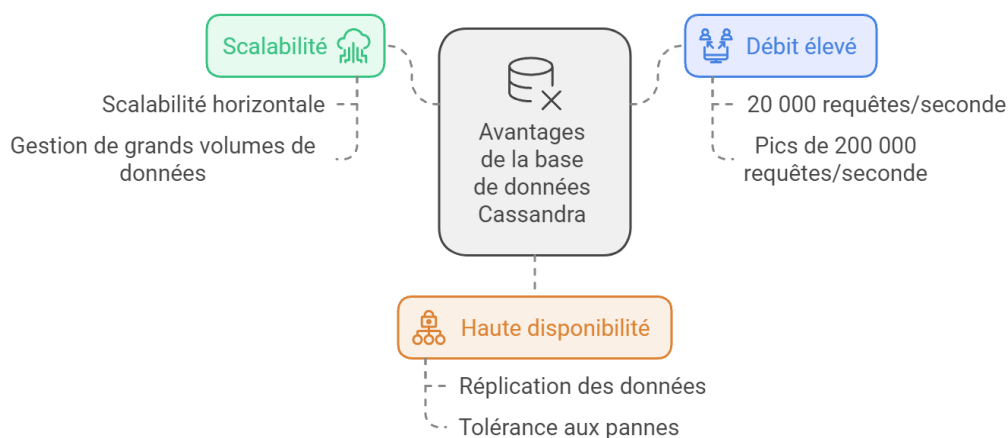 Scalabilité
Scalabilité horizontale
Gestion de grands volumes de
données
Avantages
de la base
de données
Cassandra
Débit élevé
20 000 requêtes/seconde
Pics de 200 000
requêtes/seconde
Haute disponibilité
Réplication des données
Tolérance aux pannes